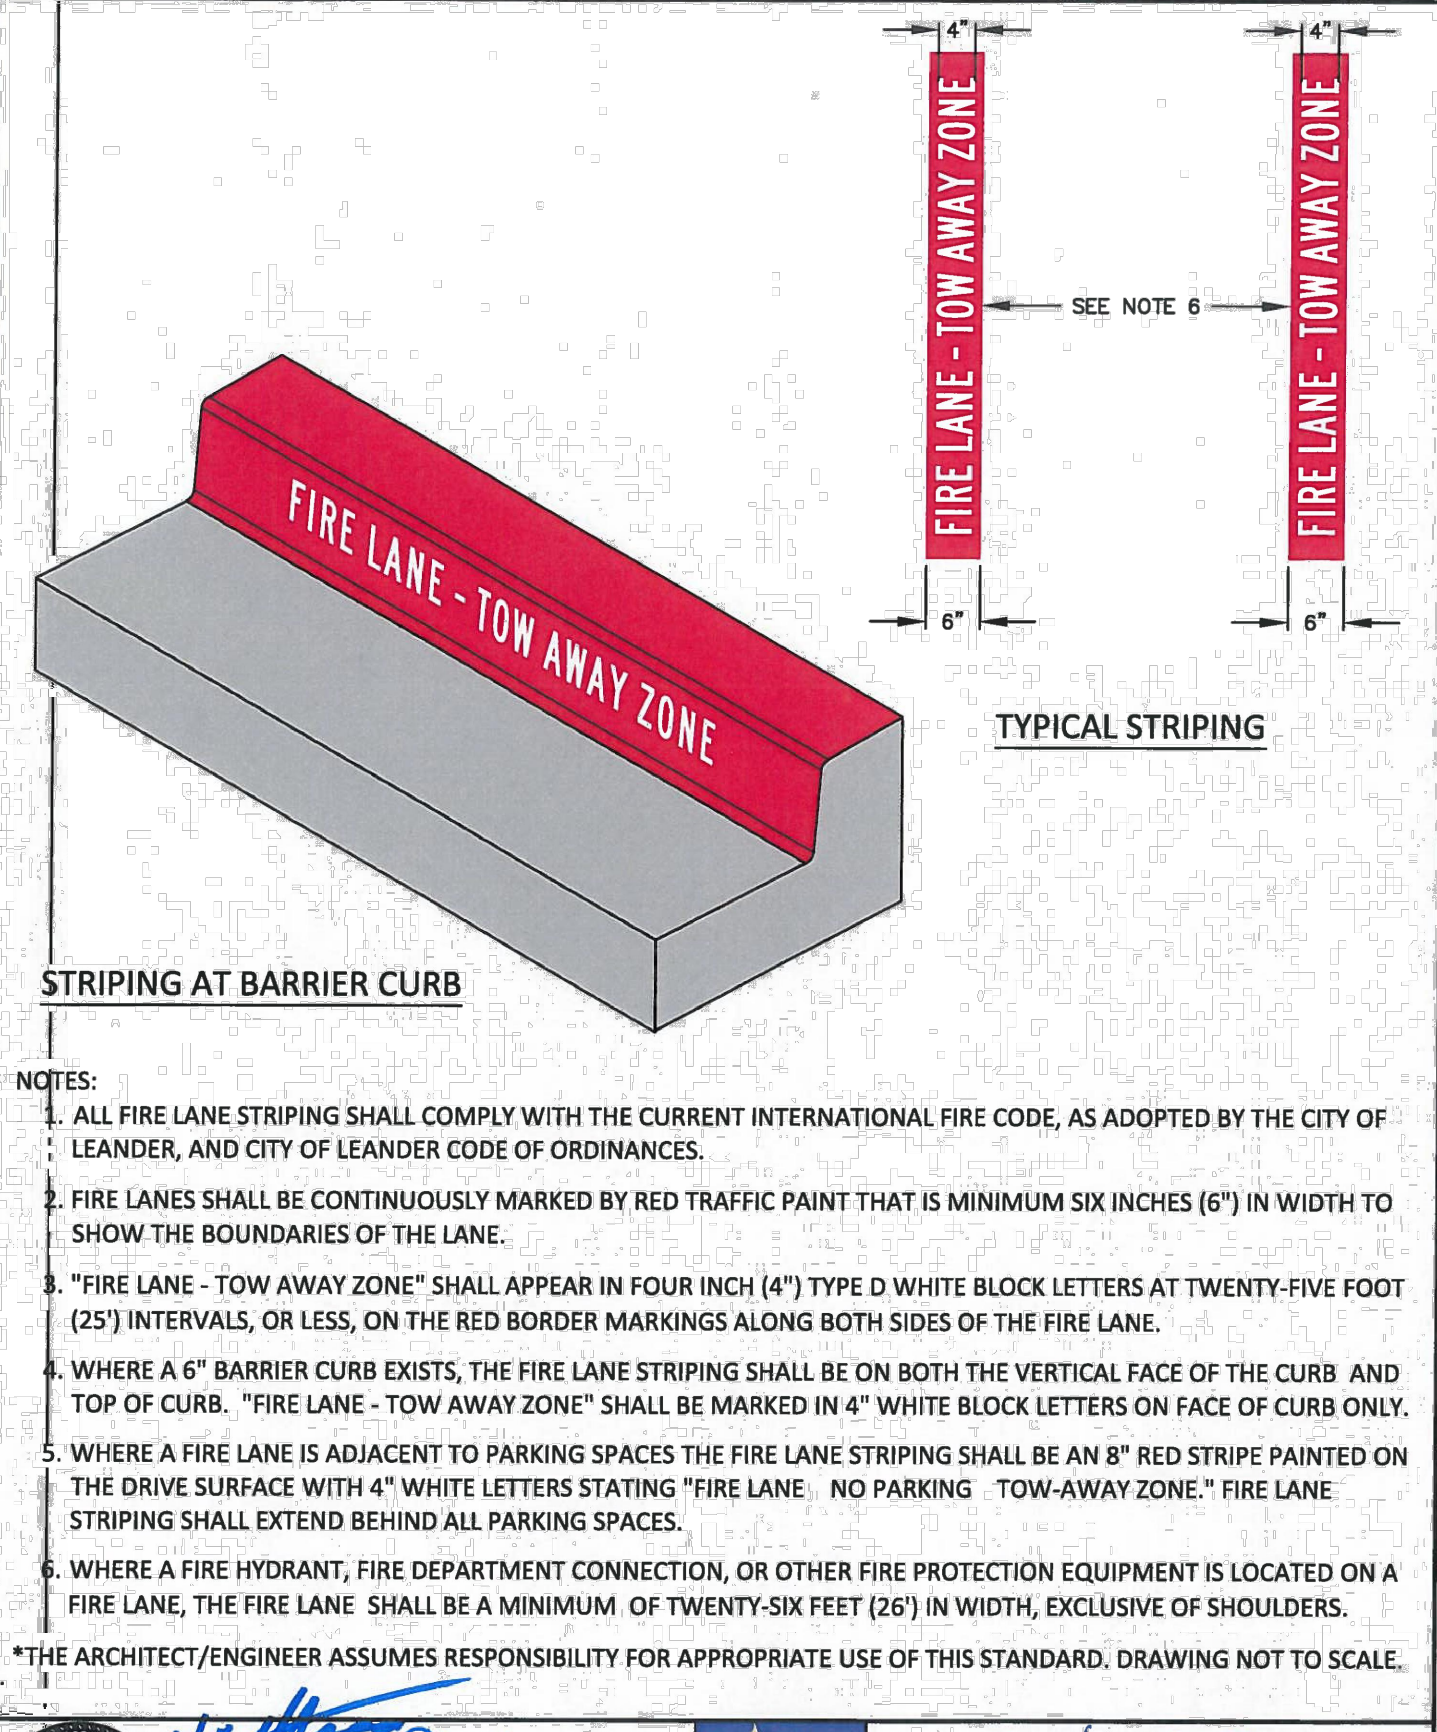 4" 4"
FIRE LANE - TOW AWAY ZONE
FIRE LANE - TOW AWAY ZONE
SEE NOTE 6
6" 6"
TYPICAL STRIPING
FIRE LANE - TOW AWAY ZONE
STRIPING AT BARRIER CURB
NOTES:
1. ALL FIRE LANE STRIPING SHALL COMPLY WITH THE CURRENT INTERNATIONAL FIRE CODE, AS ADOPTED BY THE CITY OF
LEANDER, AND CITY OF LEANDER CODE OF ORDINANCES.
2. FIRE LANES SHALL BE CONTINUOUSLY MARKED BY RED TRAFFIC PAINT THAT IS MINIMUM SIX INCHES (6") IN WIDTH TO
SHOW THE BOUNDARIES OF THE LANE.
3. "FIRE LANE - TOW AWAY ZONE" SHALL APPEAR IN FOUR INCH (4") TYPE D WHITE BLOCK LETTERS AT TWENTY-FIVE FOOT
(25') INTERVALS, OR LESS, ON THE RED BORDER MARKINGS ALONG BOTH SIDES OF THE FIRE LANE.
4. WHERE A 6" BARRIER CURB EXISTS, THE FIRE LANE STRIPING SHALL BE ON BOTH THE VERTICAL FACE OF THE CURB AND
TOP OF CURB. "FIRE LANE - TOW AWAY ZONE" SHALL BE MARKED IN 4" WHITE BLOCK LETTERS ON FACE OF CURB ONLY.
5. WHERE A FIRE LANE IS ADJACENT TO PARKING SPACES THE FIRE LANE STRIPING SHALL BE AN 8" RED STRIPE PAINTED ON
THE DRIVE SURFACE WITH 4" WHITE LETTERS STATING "FIRE LANE NO PARKING TOW-AWAY ZONE." FIRE LANE
STRIPING SHALL EXTEND BEHIND ALL PARKING SPACES.
6. WHERE A FIRE HYDRANT, FIRE DEPARTMENT CONNECTION, OR OTHER FIRE PROTECTION EQUIPMENT IS LOCATED ON A
FIRE LANE, THE FIRE LANE SHALL BE A MINIMUM OF TWENTY-SIX FEET (26') IN WIDTH, EXCLUSIVE OF SHOULDERS.
*THE ARCHITECT/ENGINEER ASSUMES RESPONSIBILITY FOR APPROPRIATE USE OF THIS STANDARD. DRAWING NOT TO SCALE.